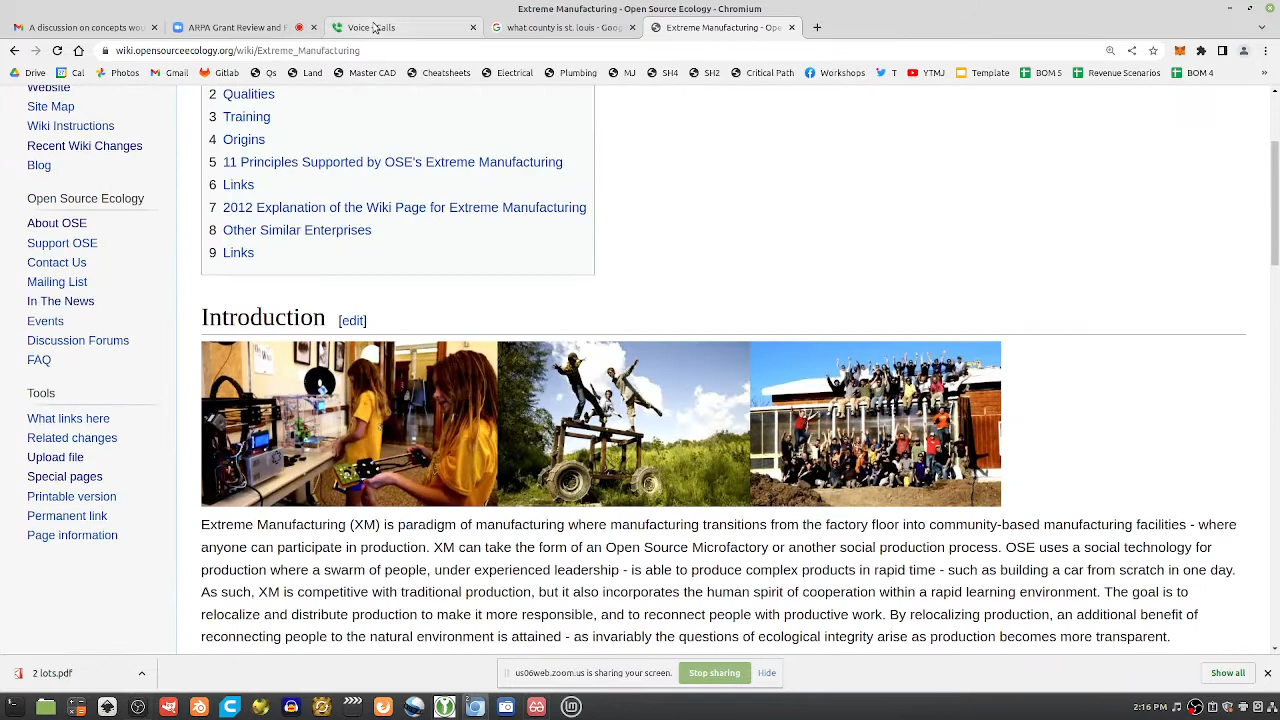 Extreme Manufacturing - Open Source Ecology - Chromium
A discussion on concepts wou
ARPA Grant Review and F
Voice - Calls
what county is st. louis - Goog
Extreme Manufacturing - Ope
wiki.opensourceecology.org/wiki/Extreme_Manufacturing
Drive Cal Photos Gmail Gitlab Qs Land Master CAD Cheatsheets Electrical Plumbing NJ SH4 SH2 Critical Path Workshops T YTMJ Template BOM 5 Revenue Scenarios BOM 4 »
Website
Site Map
Wiki Instructions
Recent Wiki Changes
Blog
Open Source Ecology
About OSE
Support OSE
Contact Us
Mailing List
In The News
Events
Discussion Forums
FAQ
Tools
What links here
Related changes
Upload file
Special pages
Printable version
Permanent link
Page information
2 Qualities
3 Training
4 Origins
5 11 Principles Supported by OSE's Extreme Manufacturing
6 Links
7 2012 Explanation of the Wiki Page for Extreme Manufacturing
8 Other Similar Enterprises
9 Links
Introduction [edit]
Extreme Manufacturing (XM) is paradigm of manufacturing where manufacturing transitions from the factory floor into community-based manufacturing facilities - where
anyone can participate in production. XM can take the form of an Open Source Microfactory or another social production process. OSE uses a social technology for
production where a swarm of people, under experienced leadership - is able to produce complex products in rapid time - such as building a car from scratch in one day.
As such, XM is competitive with traditional production, but it also incorporates the human spirit of cooperation within a rapid learning environment. The goal is to
relocalize and distribute production to make it more responsible, and to reconnect people with productive work. By relocalizing production, an additional benefit of
reconnecting people to the natural environment is attained - as invariably the questions of ecological integrity arise as production becomes more transparent.
2 lots.pdf
us06web.zoom.us is sharing your screen. Stop sharing Hide
Show all
2:16 PM